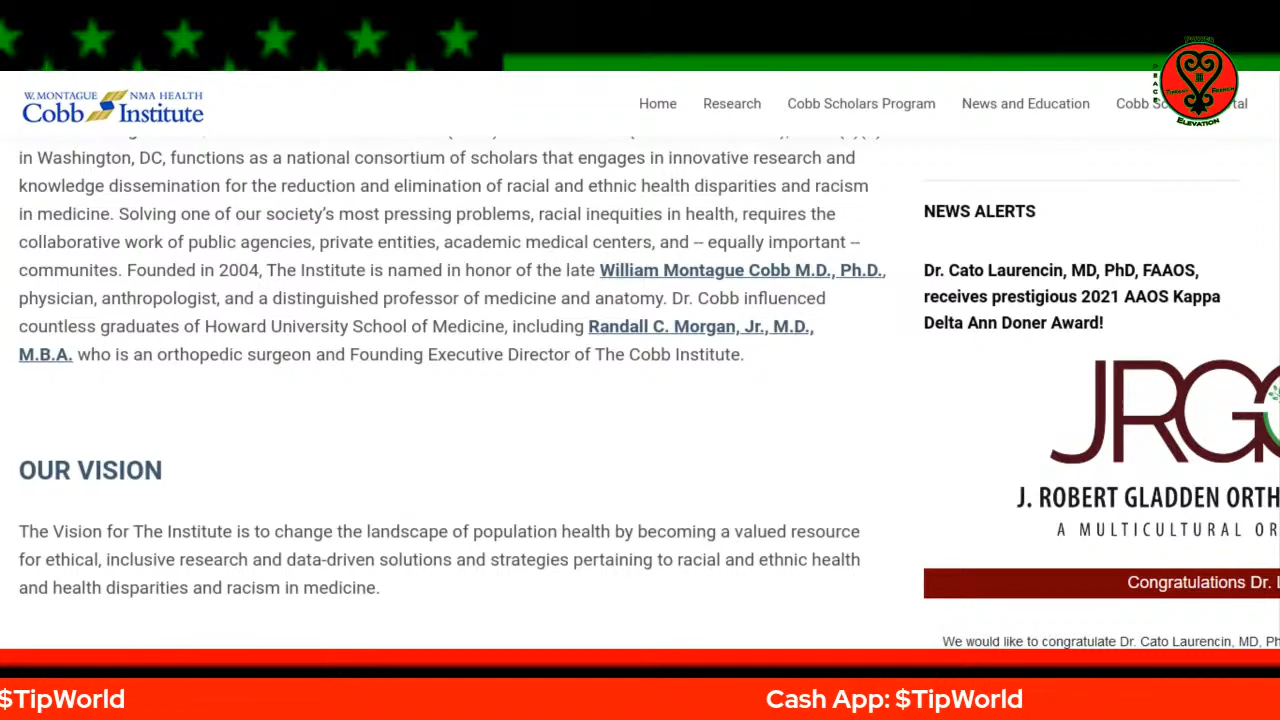 W. MONTAGUE NMA HEALTH
Cobb Institute
Home Research Cobb Scholars Program News and Education
POWER
PEACE
ELEVATION
in Washington, DC, functions as a national consortium of scholars that engages in innovative research and
knowledge dissemination for the reduction and elimination of racial and ethnic health disparities and racism
in medicine. Solving one of our society's most pressing problems, racial inequities in health, requires the
collaborative work of public agencies, private entities, academic medical centers, and -- equally important --
communites. Founded in 2004, The Institute is named in honor of the late William Montague Cobb M.D., Ph.D.,
physician, anthropologist, and a distinguished professor of medicine and anatomy. Dr. Cobb influenced
countless graduates of Howard University School of Medicine, including Randall C. Morgan, Jr., M.D.,
M.B.A. who is an orthopedic surgeon and Founding Executive Director of The Cobb Institute.
OUR VISION
The Vision for The Institute is to change the landscape of population health by becoming a valued resource
for ethical, inclusive research and data-driven solutions and strategies pertaining to racial and ethnic health
and health disparities and racism in medicine.
NEWS ALERTS
Dr. Cato Laurencin, MD, PhD, FAAOS,
receives prestigious 2021 AAOS Kappa
Delta Ann Doner Award!
JRGO
J. ROBERT GLADDEN ORTH
A MULTICULTURAL OR
Congratulations Dr.
We would like to congratulate Dr. Cato Laurencin, MD, Ph
$TipWorld
Cash App: $TipWorld